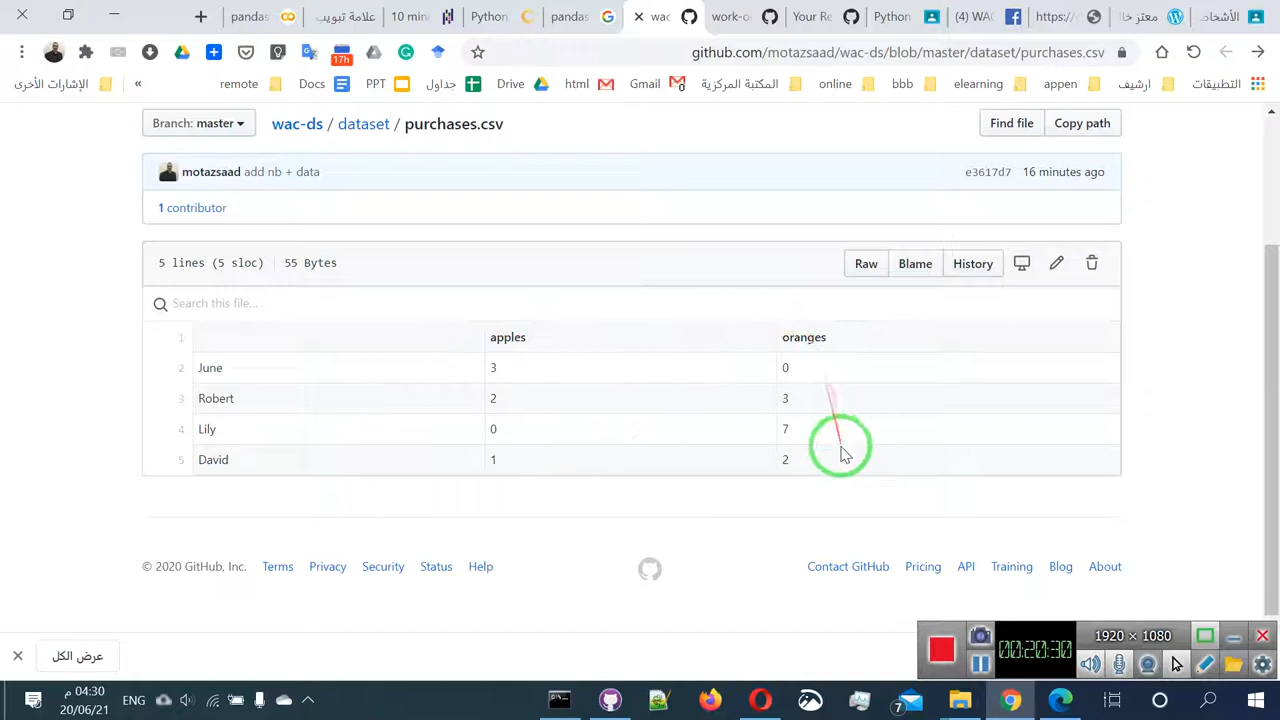 pandas
علامة تبويب
10 min
Python
pandas
wac
work-o
Your Re
Python
(4) WAC
https:/
معتز خال
الأشخاص
17h
github.com/motazsaad/wac-ds/blob/master/dataset/purchases.csv
الإشارات الأخرى
«
remote
Docs
PPT
جداول
Drive
html
Gmail
المكتبة المركزية
online
bbb
elearning
appen
ارشيف
التطبيقات
Branch: master
wac-ds / dataset / purchases.csv
Find file
Copy path
motazsaad add nb + data
e3617d7 16 minutes ago
1 contributor
5 lines (5 sloc) 55 Bytes
Raw
Blame
History
Search this file...
1 apples oranges
2 June 3 0
3 Robert 2 3
4 Lily 0 7
5 David 1 2
© 2020 GitHub, Inc. Terms Privacy Security Status Help
Contact GitHub Pricing API Training Blog About
عرض الكل
00:20:30
1920 × 1080
04:30 م
20/06/21
ENG
7